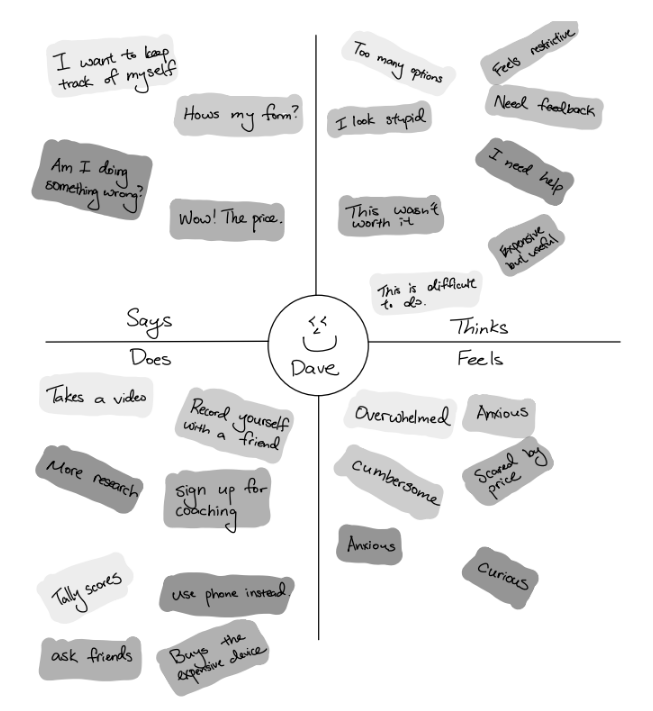 I want to keep
track of myself
Hows my form?
Am I doing
something wrong?
Wow! The price.
Says
Too many options
Feels restrictive
Need feedback
I look stupid
I need help
This wasn't
worth it
Expensive
but useful
This is difficult
to do.
Thinks
Dave
Does
Takes a video
Record yourself
with a friend
More research
sign up for
coaching
Tally scores
use phone instead.
ask friends
Buys the
expensive device
Feels
Overwhelmed
Anxious
cumbersome
Scared by
price
Anxious
Curious